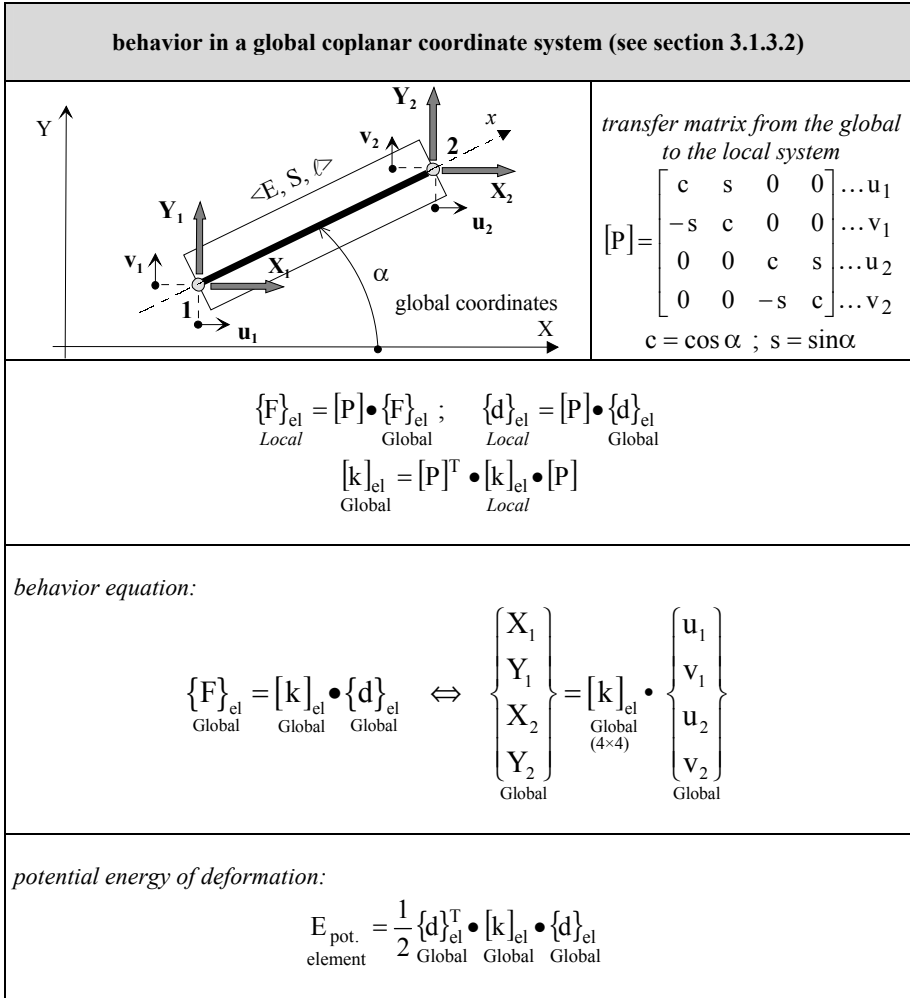 behavior in a global coplanar coordinate system (see section 3.1.3.2)
Y
Y₂
v₂
2
x
<E, S, ℓ>
X₂
u₂
Y₁
v₁
X₁
α
global coordinates
1
u₁
X
transfer matrix from the global
to the local system
[P] = [ c s 0 0 ] …u₁
[ −s c 0 0 ] …v₁
[ 0 0 c s ] …u₂
[ 0 0 −s c ] …v₂
c = cos α ; s = sinα
{F}el = [P] • {F}el ; {d}el = [P] • {d}el
Local Global Local Global
[k]el = [P]ᵀ • [k]el • [P]
Global Local
behavior equation:
{F}el = [k]el • {d}el ⇔ {X₁ Y₁ X₂ Y₂} = [k]el • {u₁ v₁ u₂ v₂}
Global Global Global Global Global (4×4) Global
potential energy of deformation:
E pot. = 1/2 {d}ᵀel • [k]el • {d}el
element Global Global Global